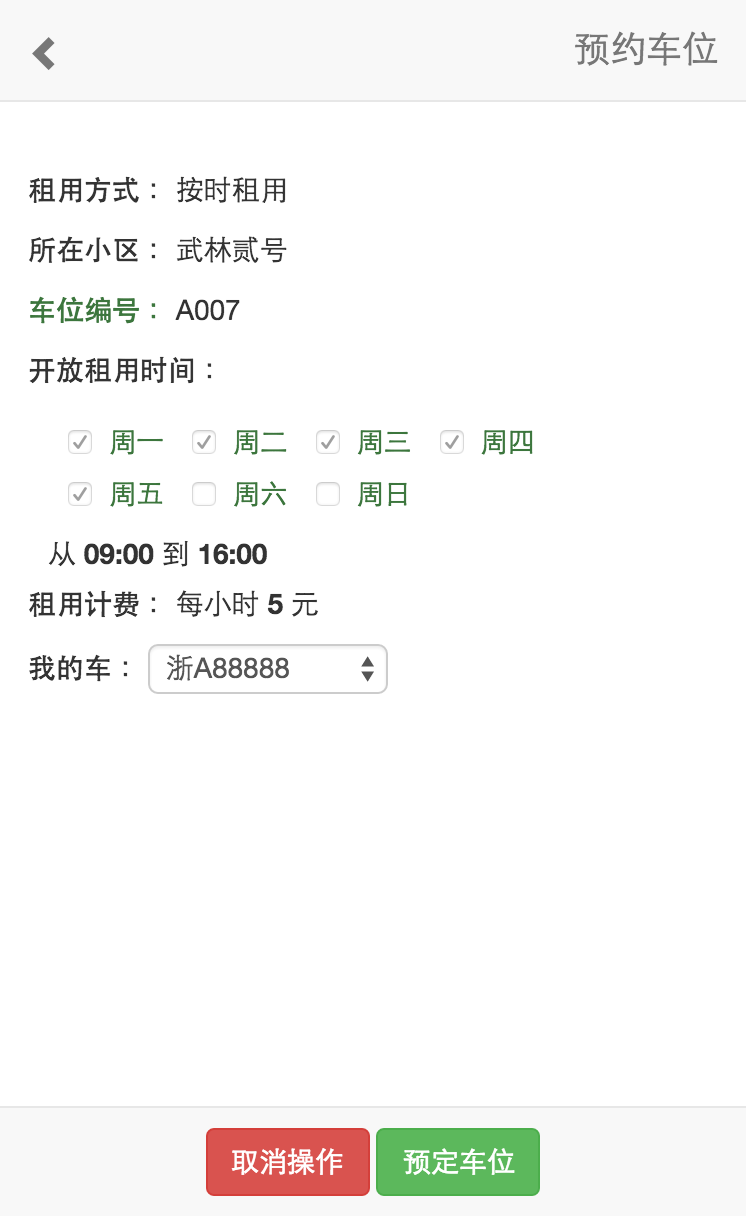 预约车位
租用方式： 按时租用
所在小区： 武林贰号
车位编号： A007
开放租用时间：
周一 周二 周三 周四
周五 周六 周日
从 09:00 到 16:00
租用计费： 每小时 5 元
我的车： 浙A88888
取消操作 预定车位